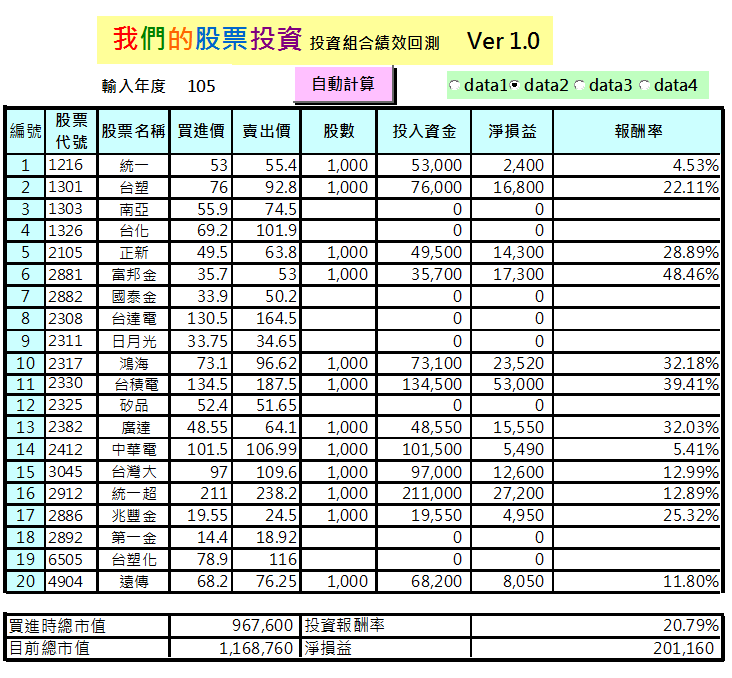 我們的股票投資 投資組合績效回測 Ver 1.0
輸入年度 105 自動計算 data1 data2 data3 data4
編號 股票代號 股票名稱 買進價 賣出價 股數 投入資金 淨損益 報酬率
1 1216 統一 53 55.4 1,000 53,000 2,400 4.53%
2 1301 台塑 76 92.8 1,000 76,000 16,800 22.11%
3 1303 南亞 55.9 74.5 0 0
4 1326 台化 69.2 101.9 0 0
5 2105 正新 49.5 63.8 1,000 49,500 14,300 28.89%
6 2881 富邦金 35.7 53 1,000 35,700 17,300 48.46%
7 2882 國泰金 33.9 50.2 0 0
8 2308 台達電 130.5 164.5 0 0
9 2311 日月光 33.75 34.65 0 0
10 2317 鴻海 73.1 96.62 1,000 73,100 23,520 32.18%
11 2330 台積電 134.5 187.5 1,000 134,500 53,000 39.41%
12 2325 矽品 52.4 51.65 0 0
13 2382 廣達 48.55 64.1 1,000 48,550 15,550 32.03%
14 2412 中華電 101.5 106.99 1,000 101,500 5,490 5.41%
15 3045 台灣大 97 109.6 1,000 97,000 12,600 12.99%
16 2912 統一超 211 238.2 1,000 211,000 27,200 12.89%
17 2886 兆豐金 19.55 24.5 1,000 19,550 4,950 25.32%
18 2892 第一金 14.4 18.92 0 0
19 6505 台塑化 78.9 116 0 0
20 4904 遠傳 68.2 76.25 1,000 68,200 8,050 11.80%
買進時總市值 967,600 投資報酬率 20.79%
目前總市值 1,168,760 淨損益 201,160